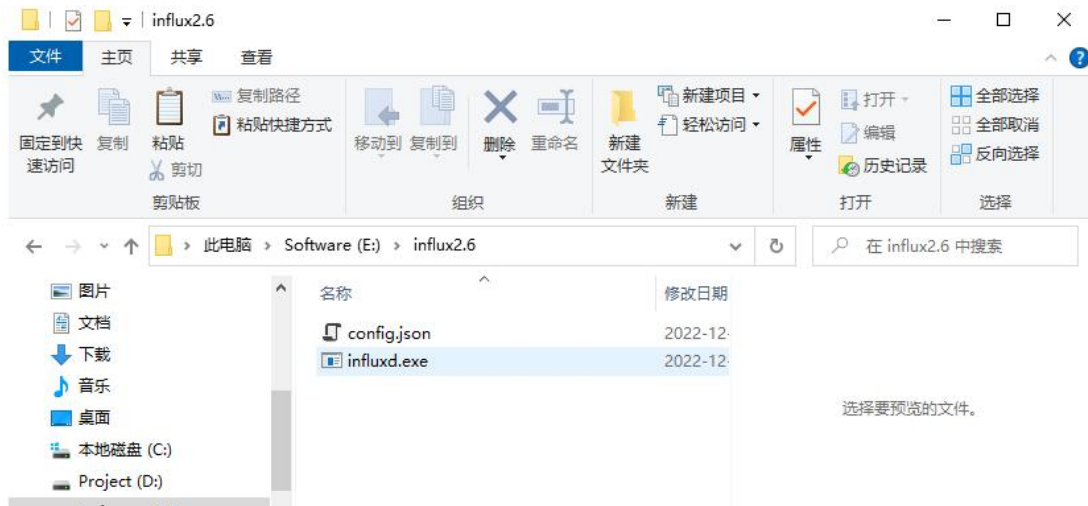 influx2.6
文件 主页 共享 查看
固定到快速访问
复制
粘贴
复制路径
粘贴快捷方式
剪切
剪贴板
移动到
复制到
删除
重命名
组织
新建文件夹
新建项目
轻松访问
新建
属性
打开
编辑
历史记录
打开
全部选择
全部取消
反向选择
选择
此电脑 > Software (E:) > influx2.6
在 influx2.6 中搜索
图片
文档
下载
音乐
桌面
本地磁盘 (C:)
Project (D:)
名称 修改日期
config.json 2022-12-
influxd.exe 2022-12-
选择要预览的文件。